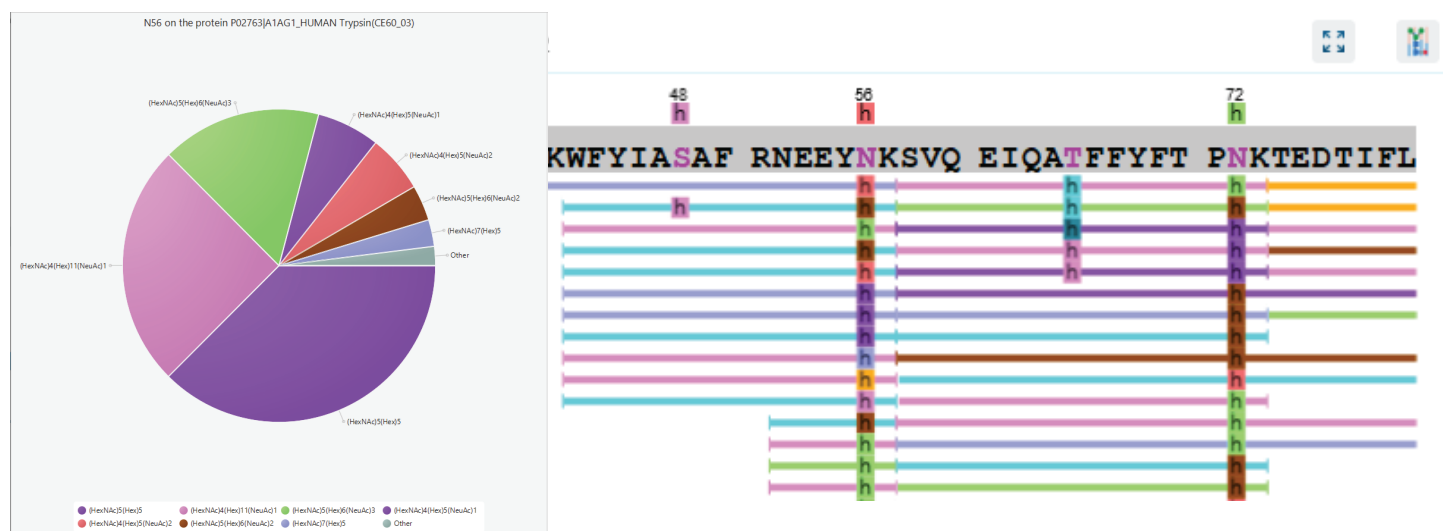 N56 on the protein P02763|A1AG1_HUMAN Trypsin(CE60_03)
(HexNAc)5(Hex)6(NeuAc)3
(HexNAc)4(Hex)5(NeuAc)1
(HexNAc)4(Hex)5(NeuAc)2
(HexNAc)5(Hex)6(NeuAc)2
(HexNAc)7(Hex)5
Other
(HexNAc)4(Hex)11(NeuAc)1
(HexNAc)5(Hex)5
(HexNAc)5(Hex)5 (HexNAc)4(Hex)11(NeuAc)1 (HexNAc)5(Hex)6(NeuAc)3 (HexNAc)4(Hex)5(NeuAc)1
(HexNAc)4(Hex)5(NeuAc)2 (HexNAc)5(Hex)6(NeuAc)2 (HexNAc)7(Hex)5 Other
48 56 72
h h h
KWFYIASAF RNEEYNKSVQ EIQATFFYFT PNKTEDTIFL
h h h
h h h h
h h h
h h h
h h h
h h
h h
h h
h h
h h
h h
h h
h h
h h
h h